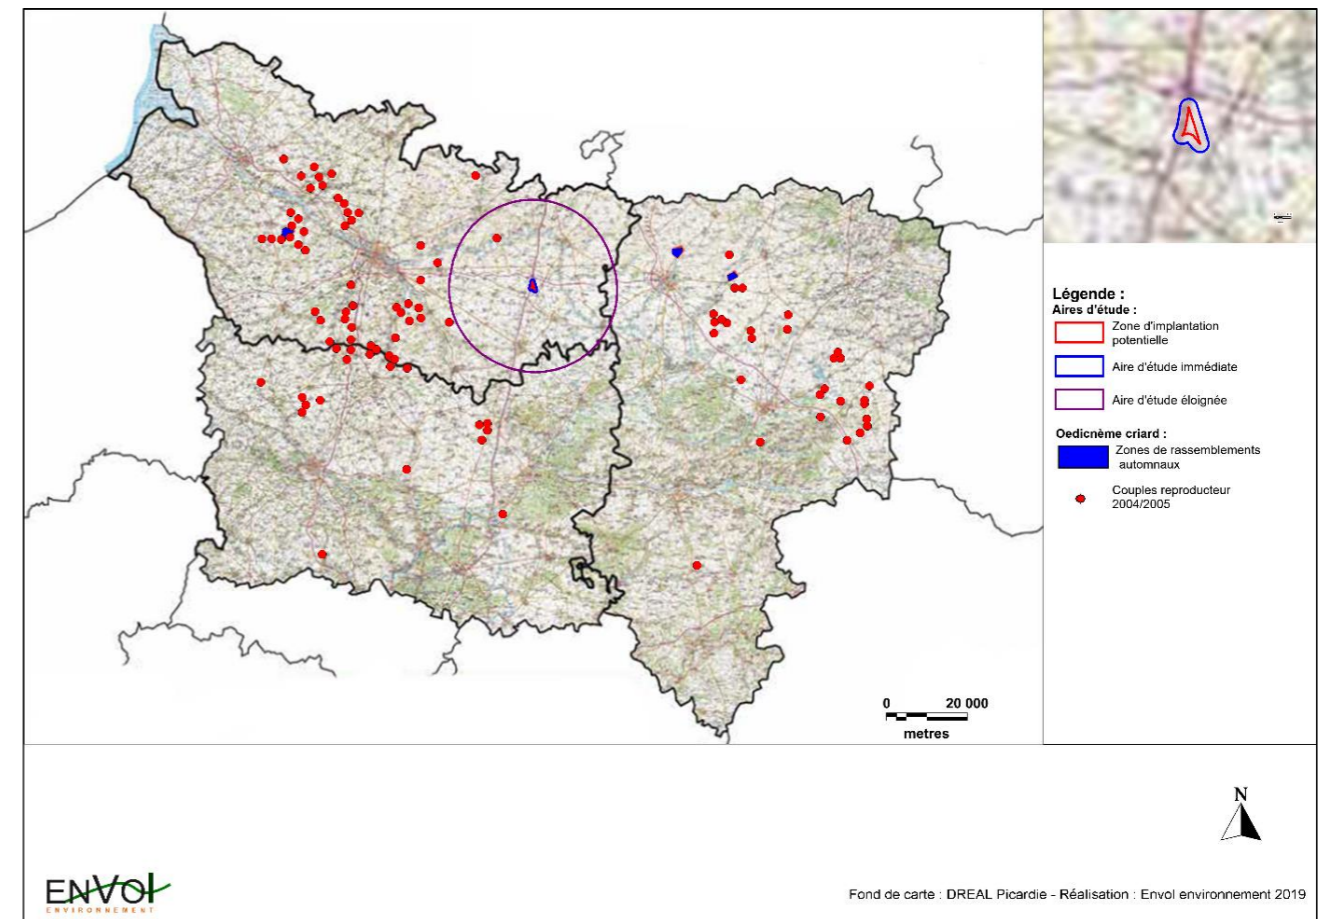 Légende :
Aires d'étude :
Zone d'implantation
potentielle
Aire d'étude immédiate
Aire d'étude éloignée
Oedicnème criard :
Zones de rassemblements
automnaux
Couples reproducteur
2004/2005
0 20 000
metres
N
ENVOl
ENVIRONNEMENT
Fond de carte : DREAL Picardie - Réalisation : Envol environnement 2019